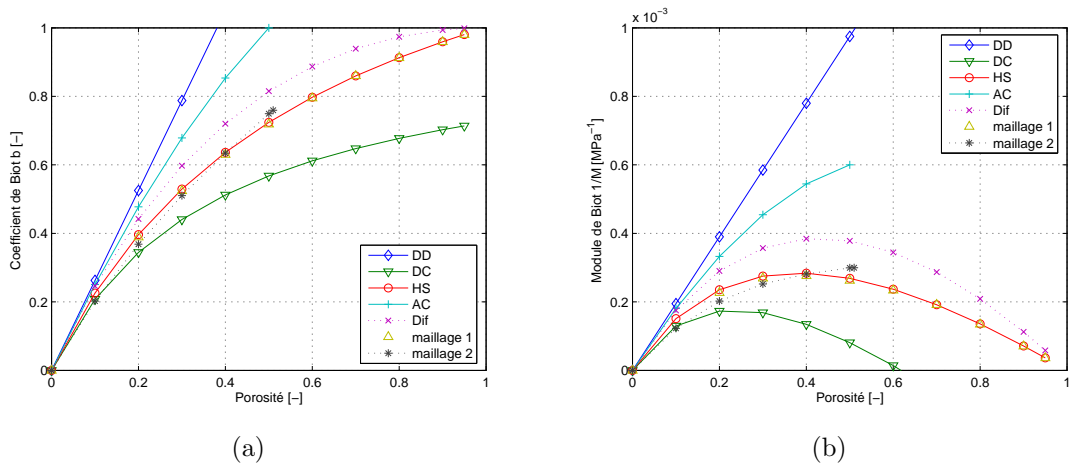 1
0.8
0.6
0.4
0.2
0
0
0.2
0.4
0.6
0.8
1
Coefficient de Biot b [−]
Porosité [−]
DD
DC
HS
AC
Dif
maillage 1
maillage 2
(a)
x 10⁻³
1
0.8
0.6
0.4
0.2
0
0
0.2
0.4
0.6
0.8
1
Module de Biot 1/M [MPa⁻¹]
Porosité [−]
DD
DC
HS
AC
Dif
maillage 1
maillage 2
(b)